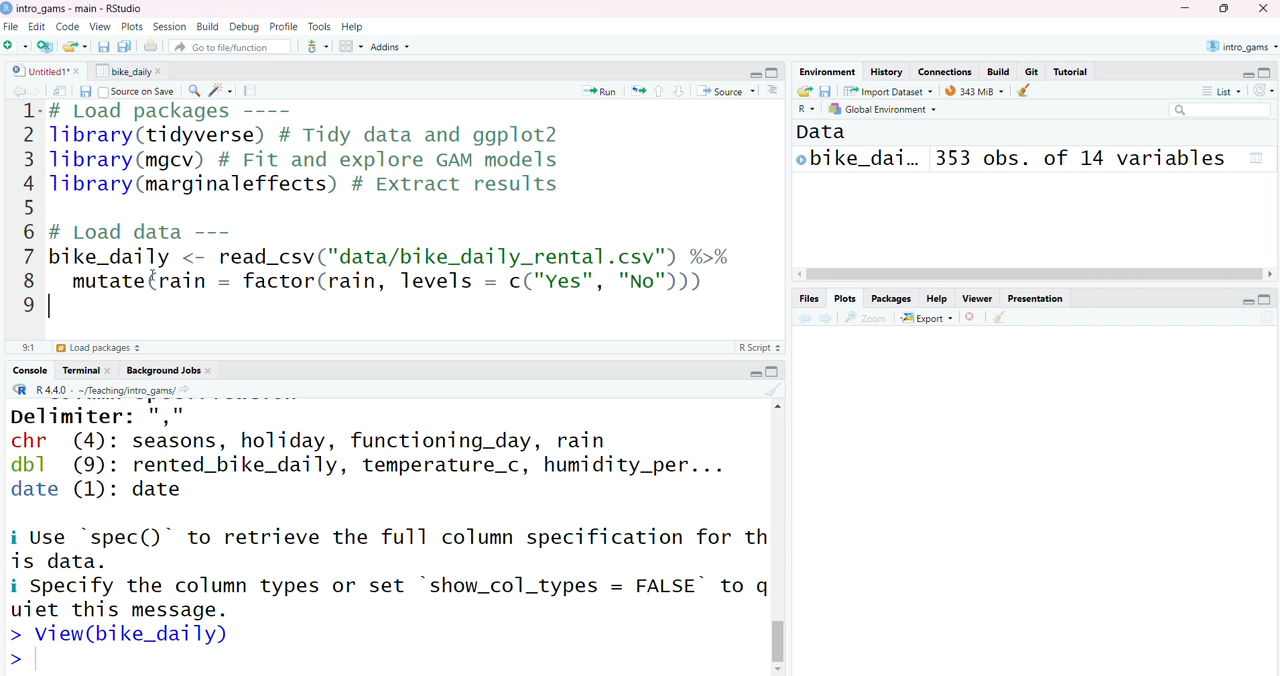 intro_gams - main - RStudio
File Edit Code View Plots Session Build Debug Profile Tools Help
Go to file/function Addins intro_gams
Untitled1* bike_daily
Source on Save Run Source
1 # Load packages ----
2 library(tidyverse) # Tidy data and ggplot2
3 library(mgcv) # Fit and explore GAM models
4 library(marginaleffects) # Extract results
5
6 # Load data ---
7 bike_daily <- read_csv("data/bike_daily_rental.csv") %>%
8 mutate(rain = factor(rain, levels = c("Yes", "No")))
9
9:1 # Load packages R Script
Console Terminal Background Jobs
R 4.4.0 · ~/Teaching/intro_gams/
Delimiter: ","
chr (4): seasons, holiday, functioning_day, rain
dbl (9): rented_bike_daily, temperature_c, humidity_per...
date (1): date
i Use `spec()` to retrieve the full column specification for th
is data.
i Specify the column types or set `show_col_types = FALSE` to q
uiet this message.
> View(bike_daily)
>
Environment History Connections Build Git Tutorial
Import Dataset 343 MiB List
R Global Environment
Data
bike_dai… 353 obs. of 14 variables
Files Plots Packages Help Viewer Presentation
Zoom Export